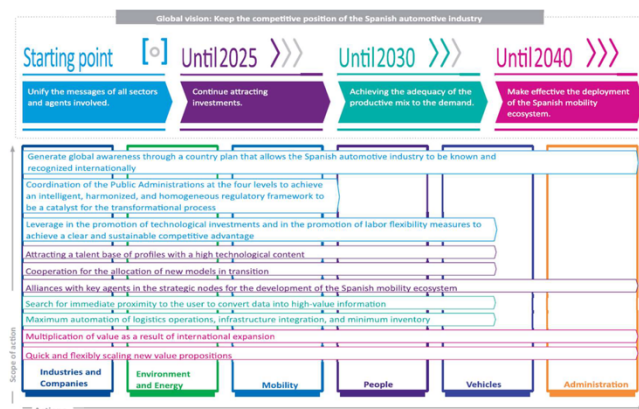 Global vision: Keep the competitive position of the Spanish automotive industry
Starting point
Until 2025
Until 2030
Until 2040
Unify the messages of all sectors
and agents involved.
Continue attracting
investments.
Achieving the adequacy of the
productive mix to the demand.
Make effective the deployment
of the Spanish mobility
ecosystem.
Generate global awareness through a country plan that allows the Spanish automotive industry to be known and
recognized internationally
Coordination of the Public Administrations at the four levels to achieve
an intelligent, harmonized, and homogeneous regulatory framework to
be a catalyst for the transformational process
Leverage in the promotion of technological investments and in the promotion of labor flexibility measures to
achieve a clear and sustainable competitive advantage
Attracting a talent base of profiles with a high technological content
Cooperation for the allocation of new models in transition
Alliances with key agents in the strategic nodes for the development of the Spanish mobility ecosystem
Search for immediate proximity to the user to convert data into high-value information
Maximum automation of logistics operations, infrastructure integration, and minimum inventory
Multiplication of value as a result of international expansion
Quick and flexibly scaling new value propositions
Scope of action
Industries and
Companies
Environment
and Energy
Mobility
People
Vehicles
Administration